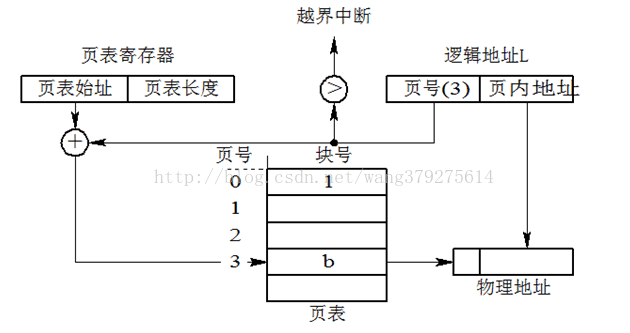 越界中断
页表寄存器
逻辑地址L
页表始址 页表长度
>
页号(3) 页内地址
+
页号 块号
http://blog.csdn.net/wang379275614
0 1
1
2
3 b
页表
物理地址